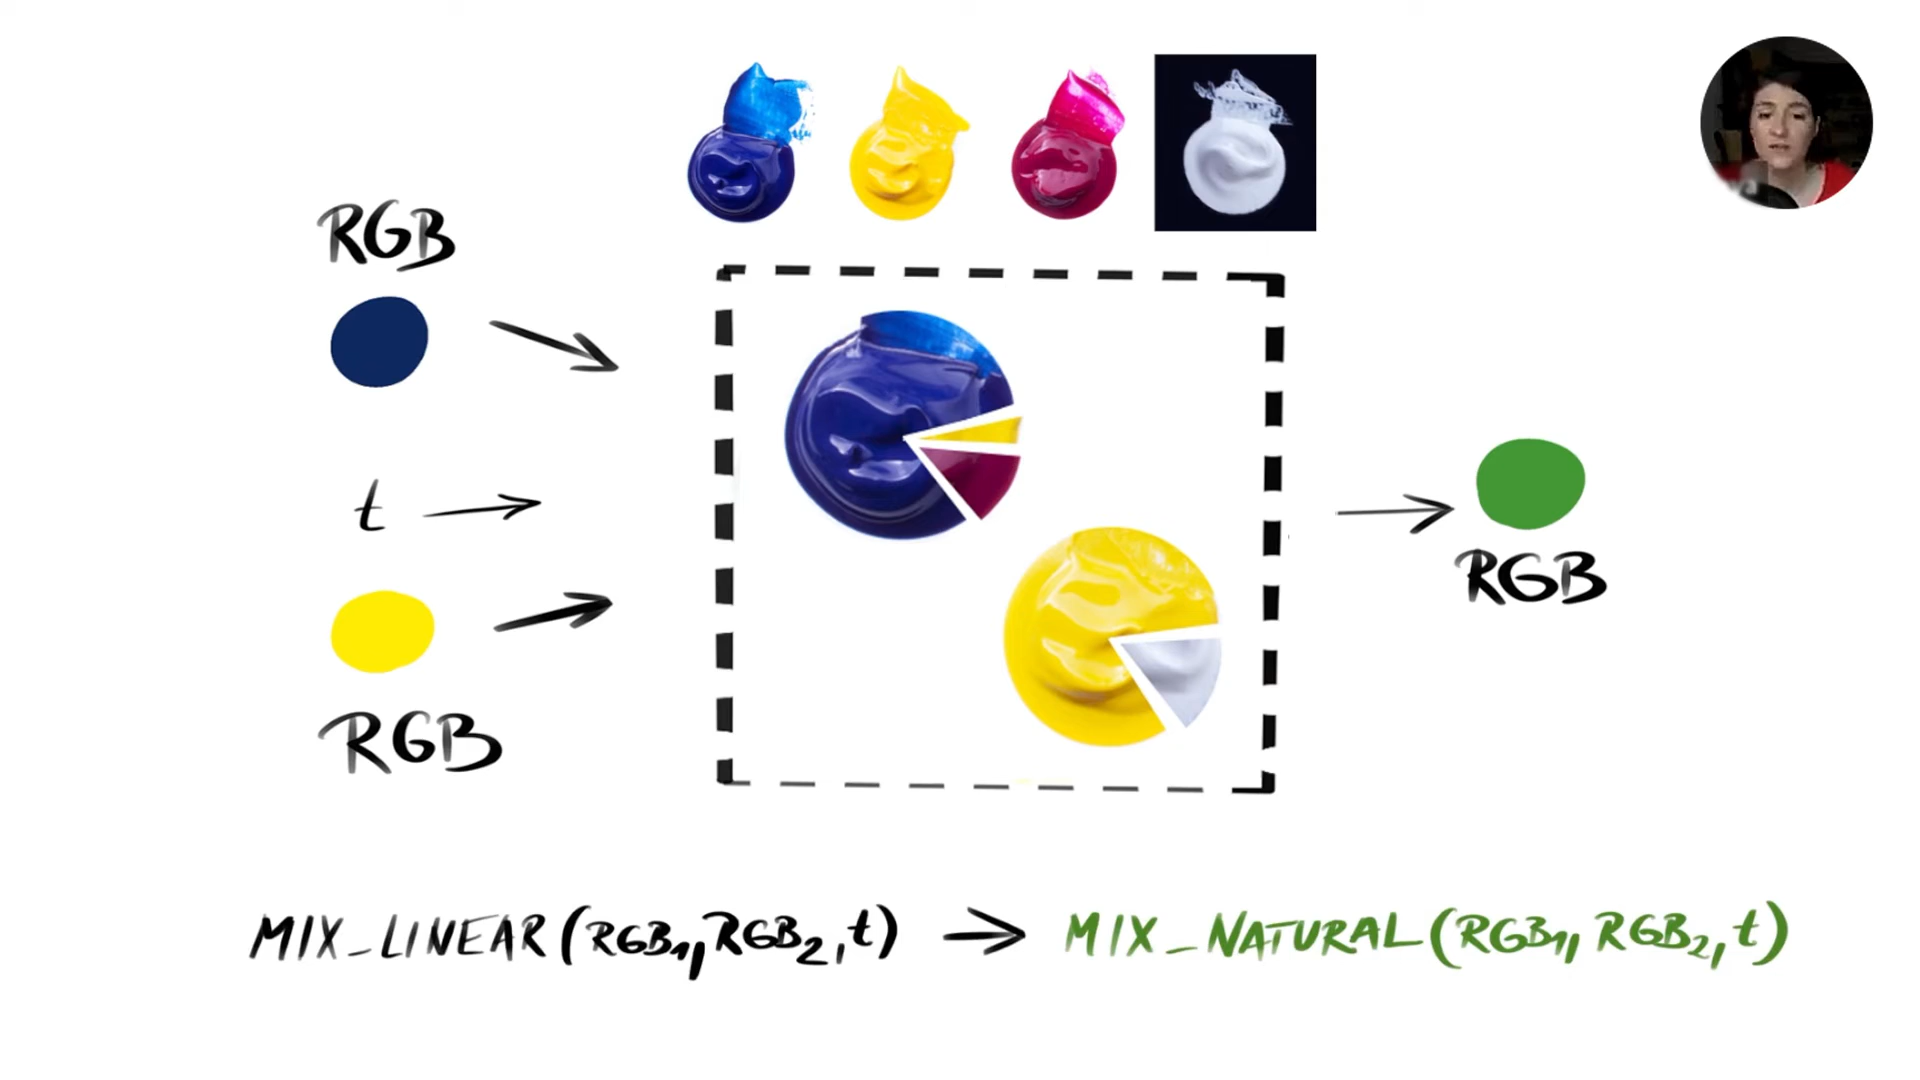 RGB
t
RGB
RGB
MIX_LINEAR(RGB1,RGB2,t) → MIX_NATURAL(RGB1,RGB2,t)